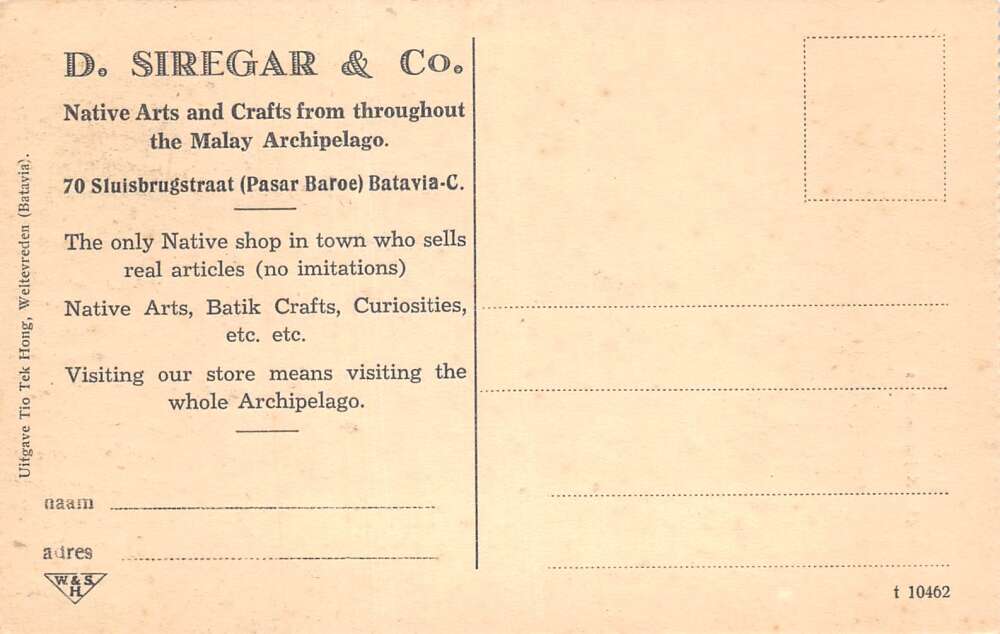 D. SIREGAR & Co.
Native Arts and Crafts from throughout
the Malay Archipelago.
70 Sluisbrugstraat (Pasar Baroe) Batavia-C.
The only Native shop in town who sells
real articles (no imitations)
Native Arts, Batik Crafts, Curiosities,
etc. etc.
Visiting our store means visiting the
whole Archipelago.
Uitgave Tio Tek Hong, Weltevreden (Batavia).
naam
adres
W. & S.
H.
t 10462